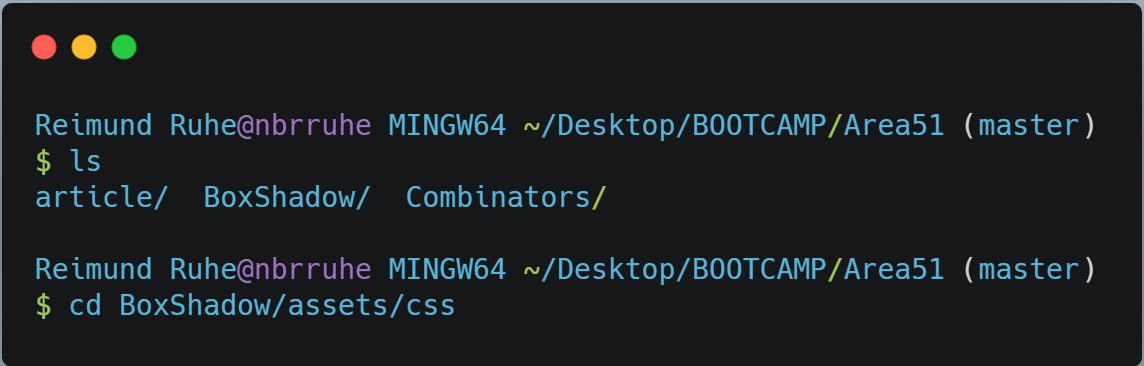 Reimund Ruhe@nbrruhe MINGW64 ~/Desktop/BOOTCAMP/Area51 (master)
$ ls
article/  BoxShadow/  Combinators/
Reimund Ruhe@nbrruhe MINGW64 ~/Desktop/BOOTCAMP/Area51 (master)
$ cd BoxShadow/assets/css